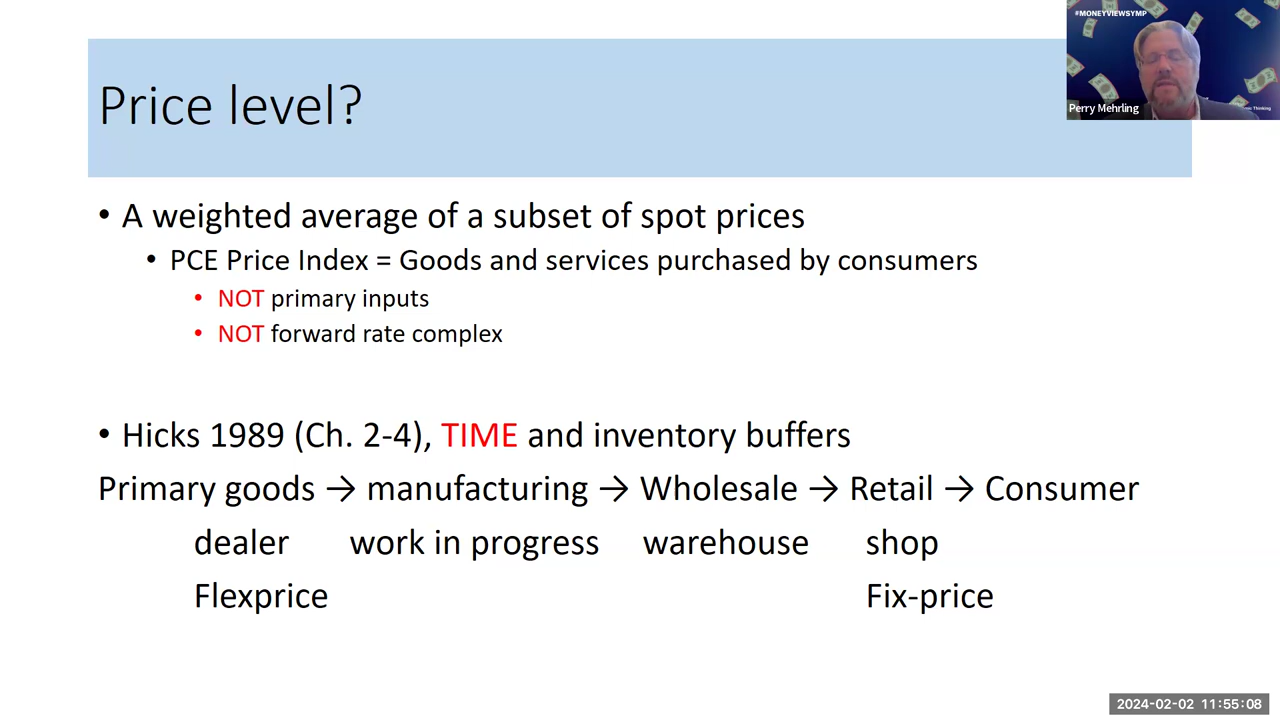 #MONEYVIEWSYMP
Perry Mehrling
Thinking
Price level?
• A weighted average of a subset of spot prices
• PCE Price Index = Goods and services purchased by consumers
• NOT primary inputs
• NOT forward rate complex
• Hicks 1989 (Ch. 2-4), TIME and inventory buffers
Primary goods → manufacturing → Wholesale → Retail → Consumer
dealer work in progress warehouse shop
Flexprice Fix-price
2024-02-02 11:55:08